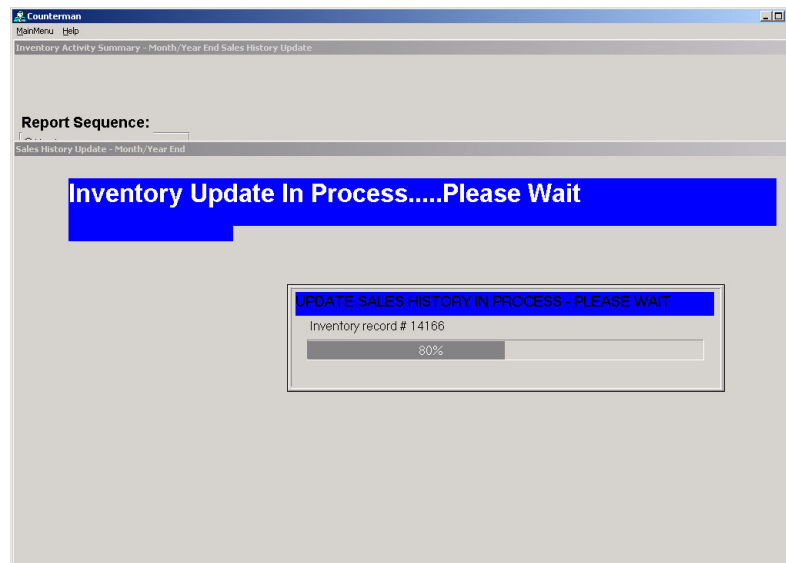 Counterman
MainMenu Help
Inventory Activity Summary - Month/Year End Sales History Update
Report Sequence:
Sales History Update - Month/Year End
Inventory Update In Process.....Please Wait
UPDATE SALES HISTORY IN PROCESS - PLEASE WAIT
Inventory record # 14166
80%